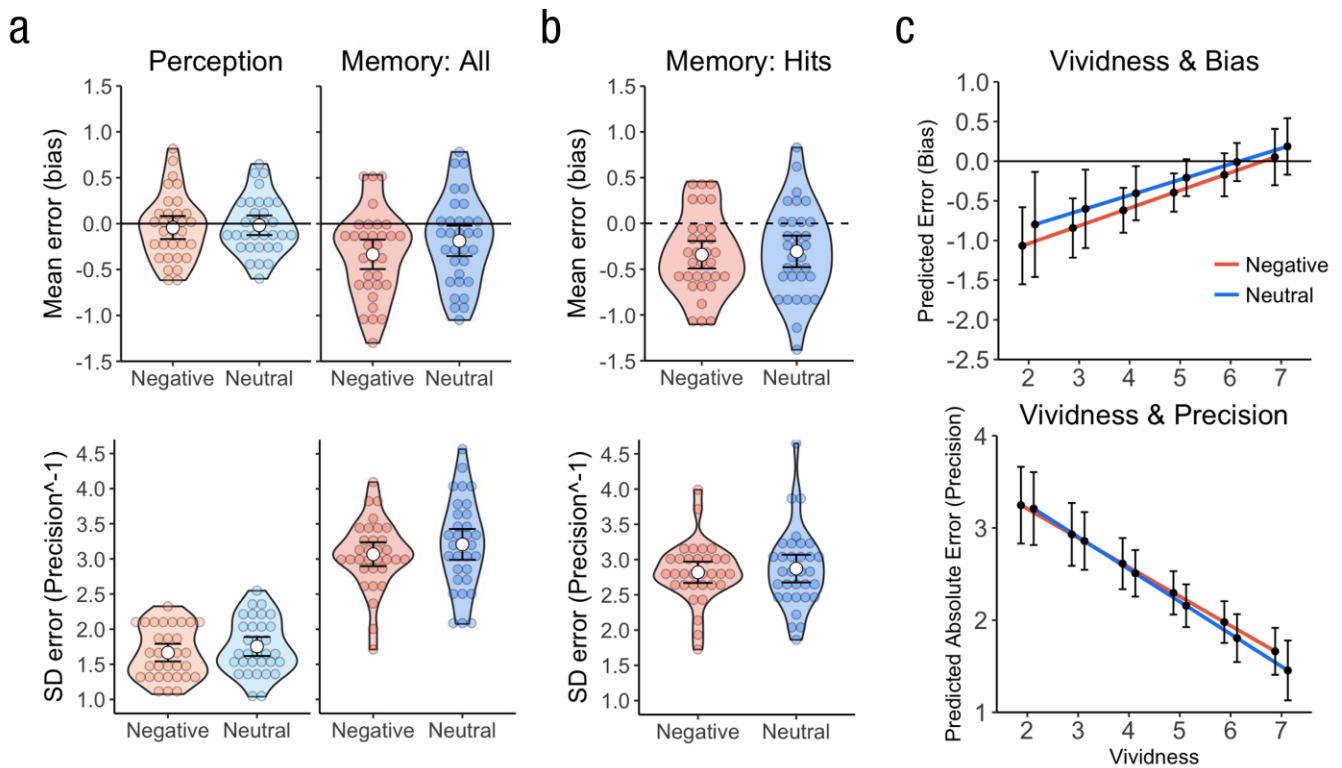 a
Perception
Memory: All
Mean error (bias)
1.5
1.0
0.5
0.0
-0.5
-1.0
-1.5
Negative Neutral
Negative Neutral
SD error (Precision^-1)
4.5
4.0
3.5
3.0
2.5
2.0
1.5
1.0
Negative Neutral
Negative Neutral
b
Memory: Hits
Mean error (bias)
1.5
1.0
0.5
0.0
-0.5
-1.0
-1.5
Negative Neutral
SD error (Precision^-1)
4.5
4.0
3.5
3.0
2.5
2.0
1.5
1.0
Negative Neutral
c
Vividness & Bias
Predicted Error (Bias)
1.0
0.5
0.0
-0.5
-1.0
-1.5
-2.0
-2.5
Negative
Neutral
2 3 4 5 6 7
Vividness & Precision
Predicted Absolute Error (Precision)
4
3
2
1
2 3 4 5 6 7
Vividness